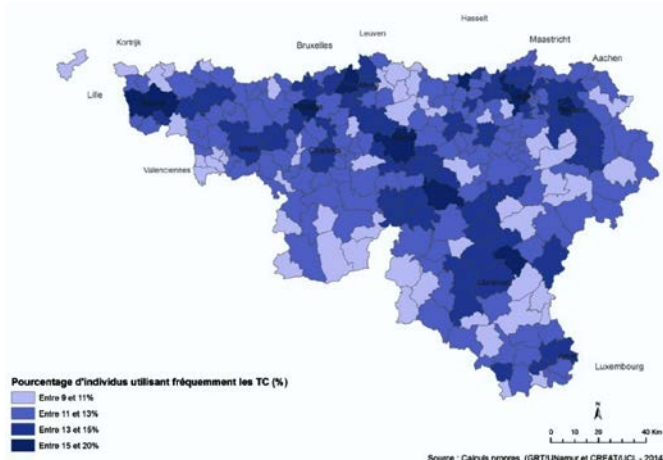 Hasselt
Leuven
Kortrijk
Bruxelles
Maastricht
Aachen
Lille
Valenciennes
Luxembourg
Pourcentage d'individus utilisant fréquemment les TC (%)
Entre 9 et 11%
Entre 11 et 13%
Entre 13 et 15%
Entre 15 et 20%
N
0 10 20 40 Km
Source : Calculs propres (GRT/UNamur et CREAT/UCL - 2014